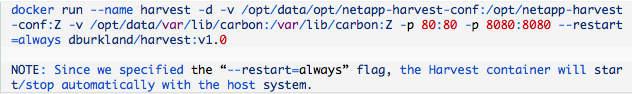 docker run --name harvest -d -v /opt/data/opt/netapp-harvest-conf:/opt/netapp-harvest
-conf:Z -v /opt/data/var/lib/carbon:/var/lib/carbon:Z -p 80:80 -p 8080:8080 --restart
=always dburkland/harvest:v1.0
NOTE: Since we specified the “--restart=always” flag, the Harvest container will star
t/stop automatically with the host system.